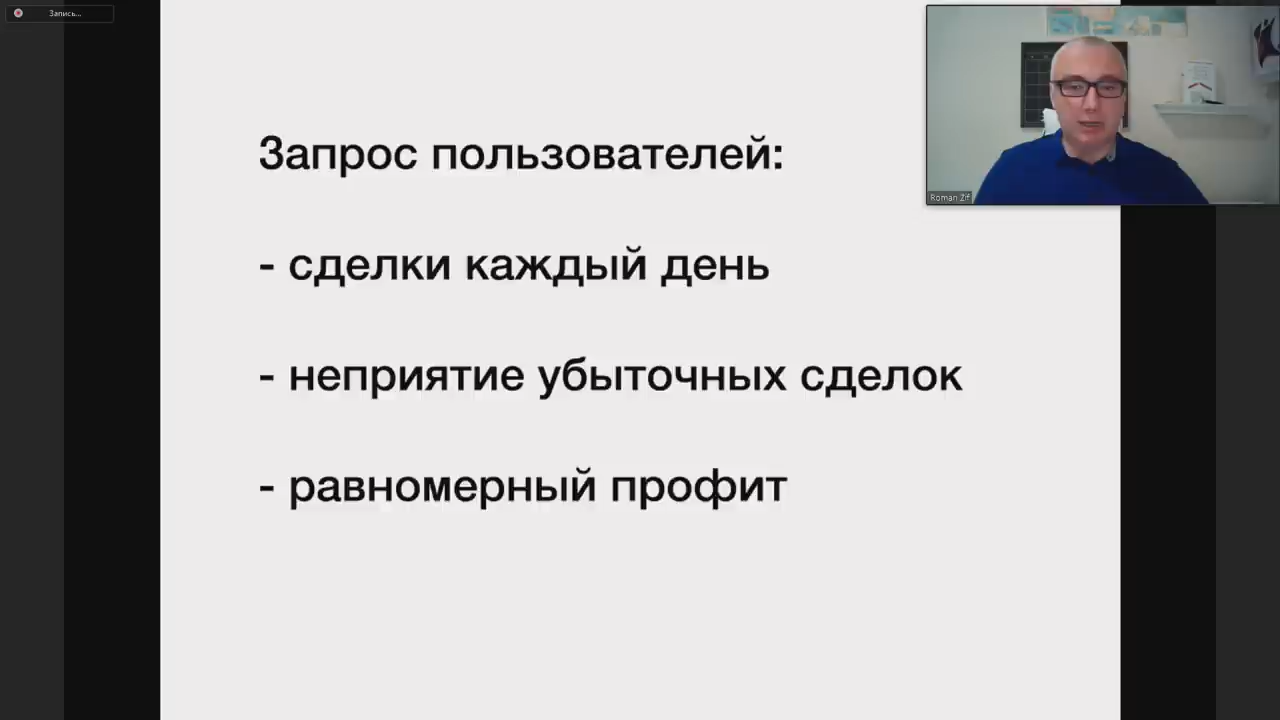 Запись...
Запрос пользователей:
- сделки каждый день
- неприятие убыточных сделок
- равномерный профит
Roman Zif